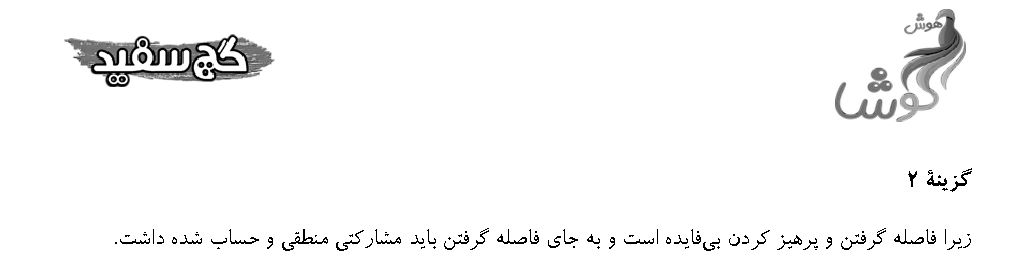 هوش
گوشا
گچ سفید
گزینهٔ ۲
زیرا فاصله گرفتن و پرهیز کردن بی‌فایده است و به جای فاصله گرفتن باید مشارکتی منطقی و حساب شده داشت.